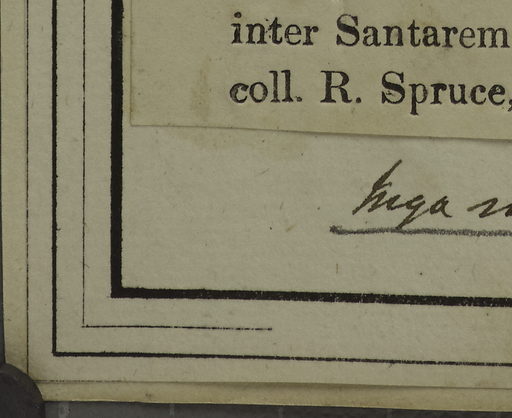 inter Santarem
coll. R. Spruce,
Inga